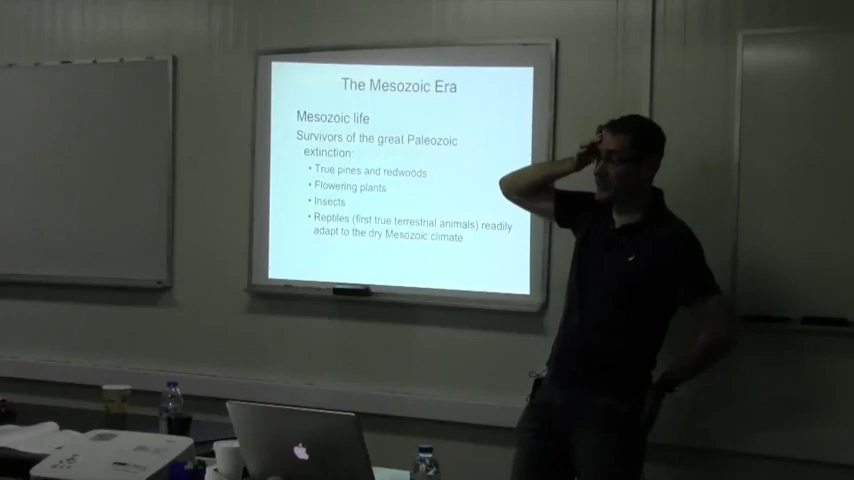 The Mesozoic Era
Mesozoic life
Survivors of the great Paleozoic
extinction:
• True pines and redwoods
• Flowering plants
• Insects
• Reptiles (first true terrestrial animals) readily
adapt to the dry Mesozoic climate